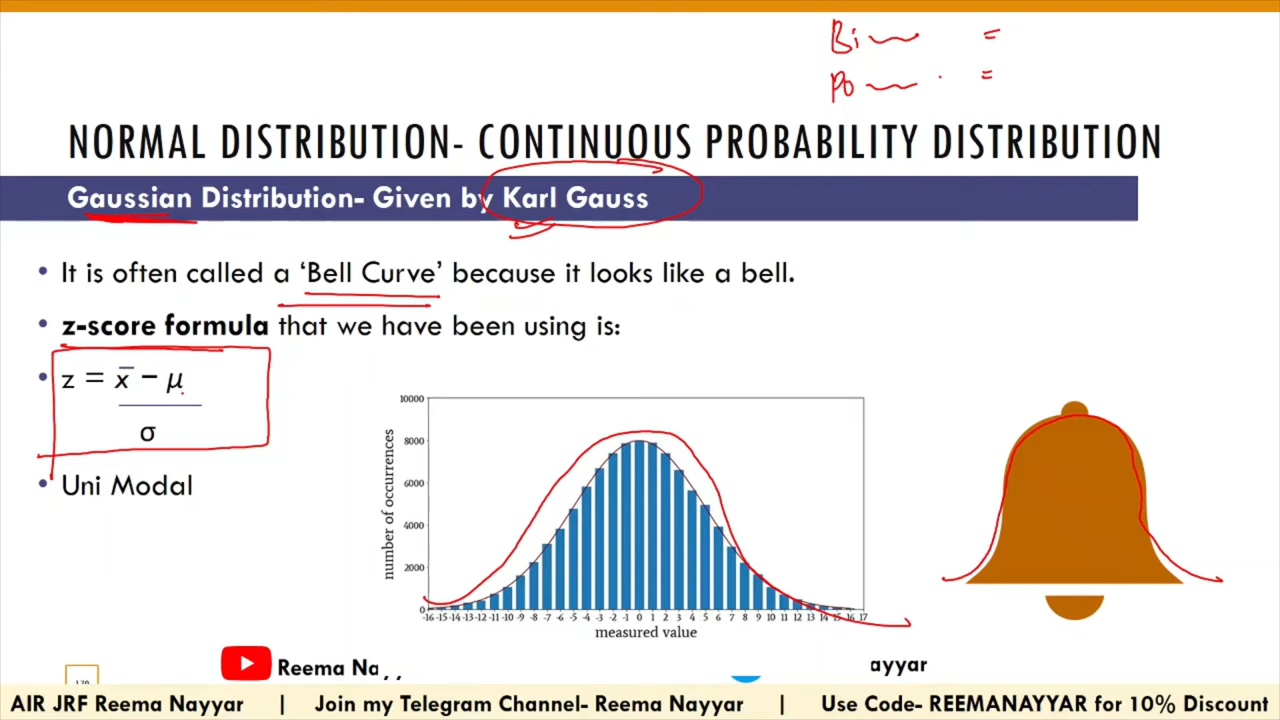 Bi =
Po =
NORMAL DISTRIBUTION- CONTINUOUS PROBABILITY DISTRIBUTION
Gaussian Distribution- Given by Karl Gauss
• It is often called a ‘Bell Curve’ because it looks like a bell.
• z-score formula that we have been using is:
• z = x̅ − μ
σ
• Uni Modal
10000
8000
6000
4000
2000
0
number of occurrences
-16 -15 -14 -13 -12 -11 -10 -9 -8 -7 -6 -5 -4 -3 -2 -1 0 1 2 3 4 5 6 7 8 9 10 11 12 13 14 15 16 17
measured value
Reema Nayy
ayyar
AIR JRF Reema Nayyar | Join my Telegram Channel- Reema Nayyar | Use Code- REEMANAYYAR for 10% Discount